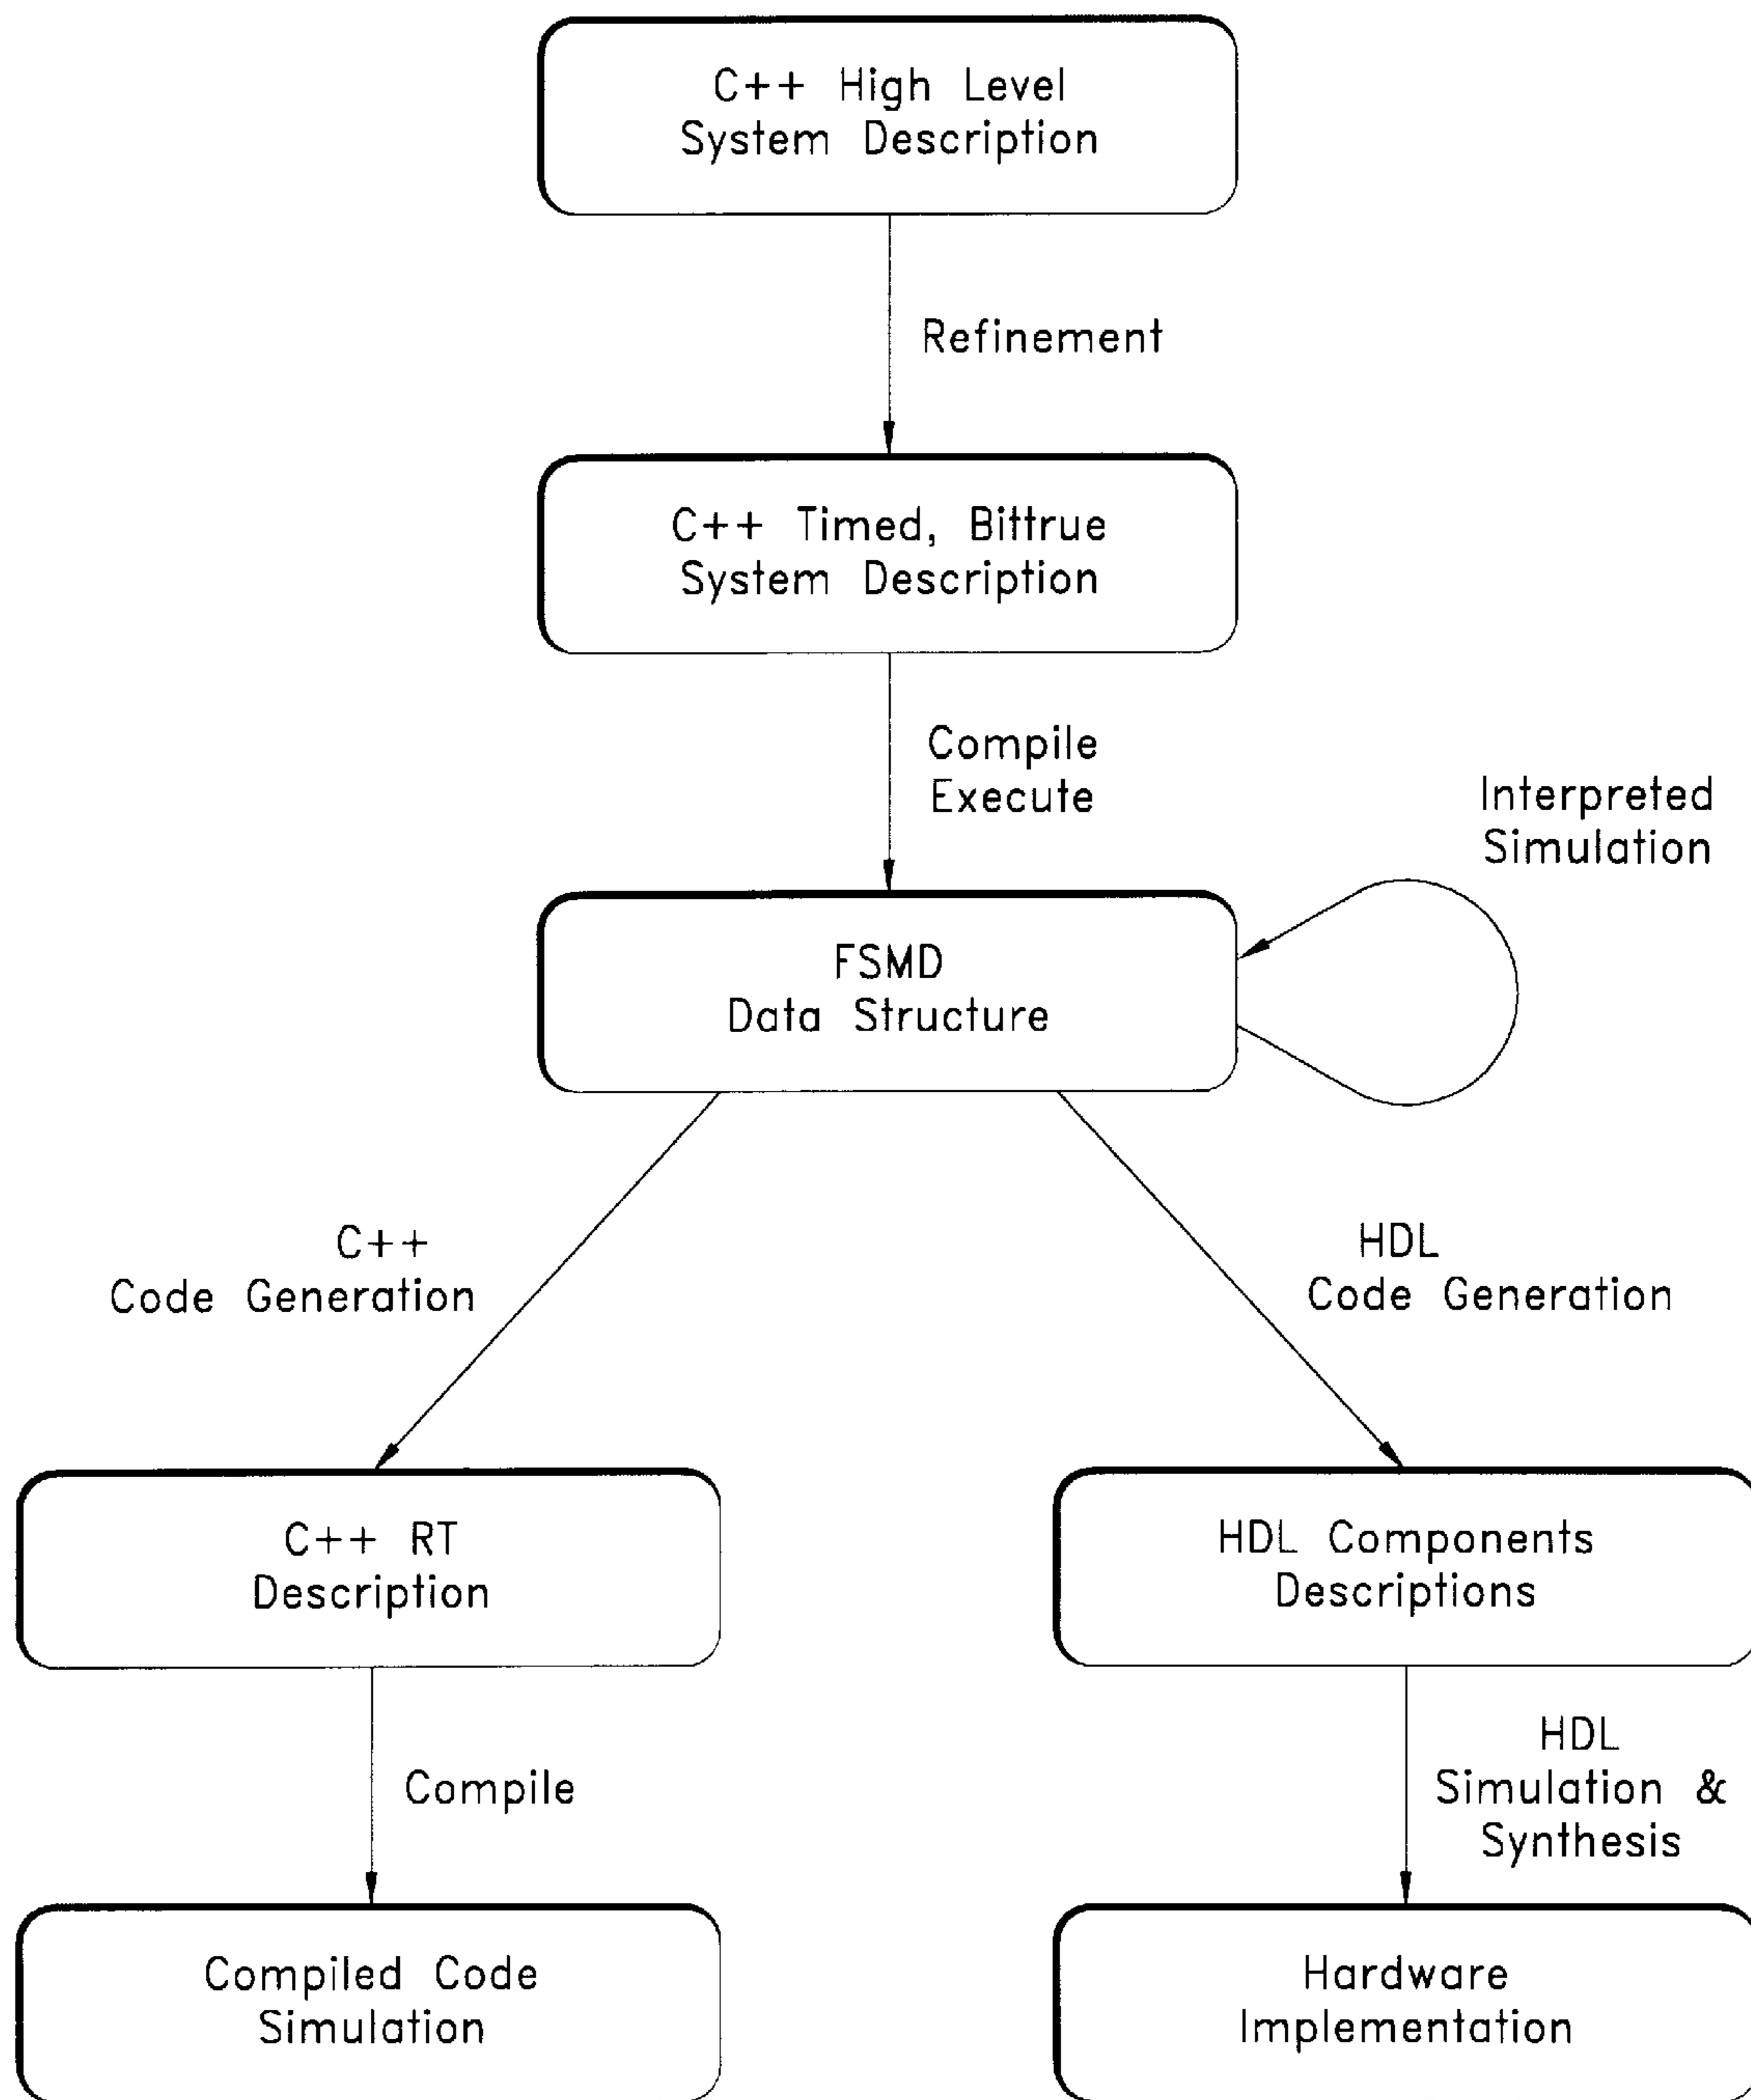 C++ High Level
System Description
Refinement
C++ Timed, Bittrue
System Description
Compile
Execute
Interpreted
Simulation
FSMD
Data Structure
C++
Code Generation
HDL
Code Generation
C++ RT
Description
HDL Components
Descriptions
Compile
HDL
Simulation &
Synthesis
Compiled Code
Simulation
Hardware
Implementation